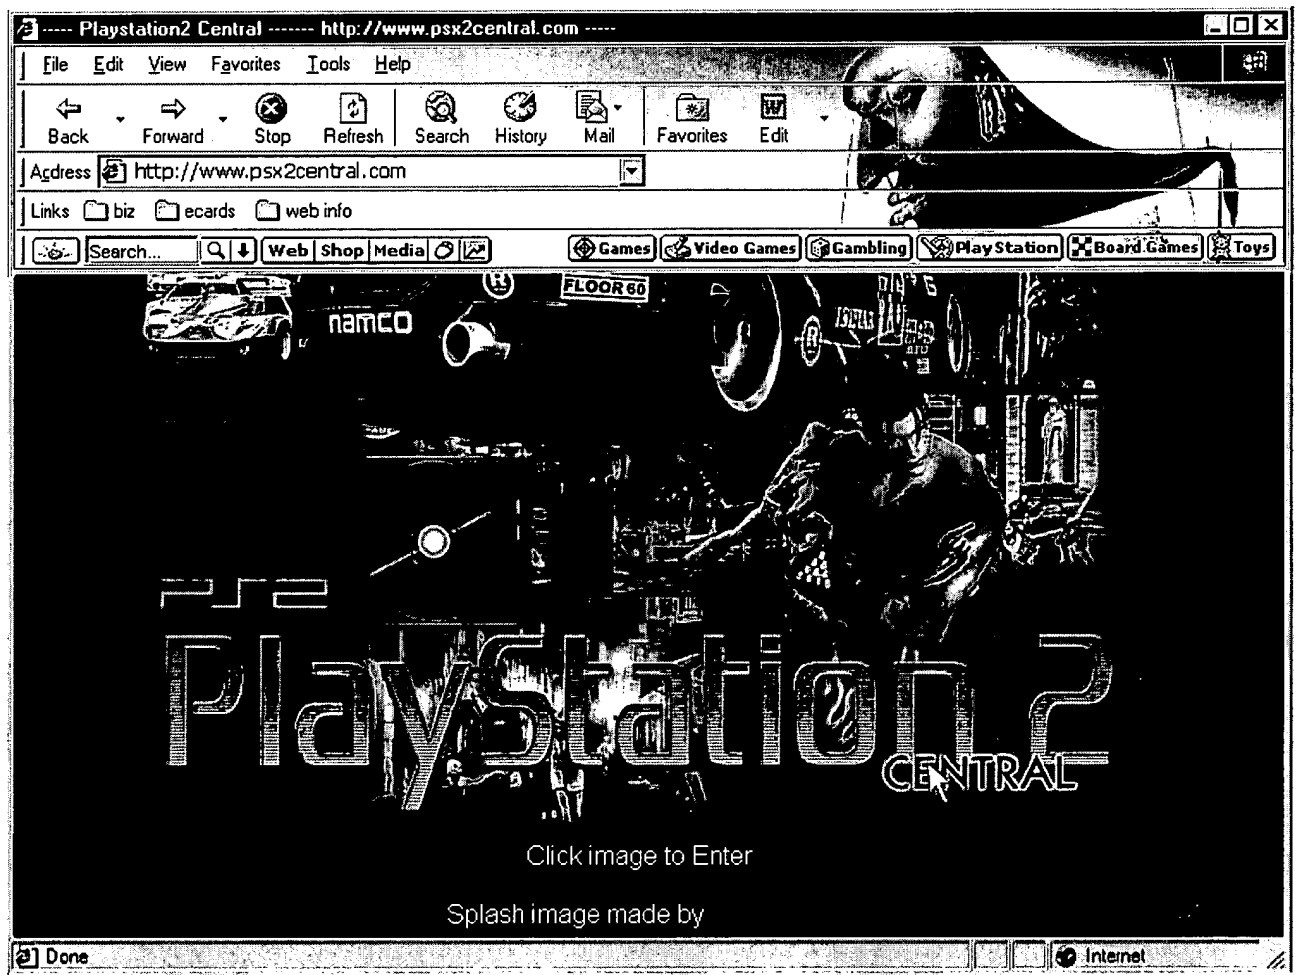 ----- Playstation2 Central ------- http://www.psx2central.com -----
File Edit View Favorites Tools Help
Back Forward Stop Refresh Search History Mail Favorites Edit
Address http://www.psx2central.com
Links biz ecards web info
Search... Web Shop Media Games Video Games Gambling PlayStation Board Games Toys
R FLOOR 60
namco
R
PS2
PlayStation 2
CENTRAL
Click image to Enter
Splash image made by
Done Internet